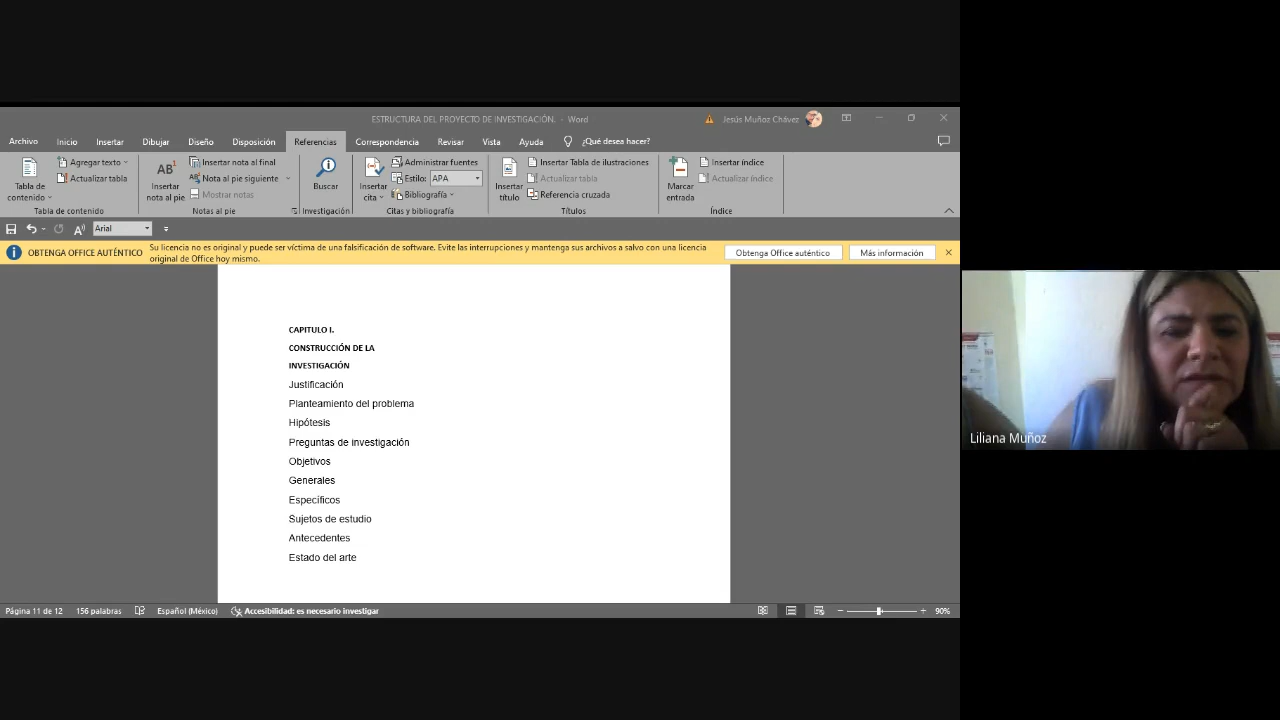 ESTRUCTURA DEL PROYECTO DE INVESTIGACIÓN. - Word
Jesús Muñoz Chávez
Archivo Inicio Insertar Dibujar Diseño Disposición Referencias Correspondencia Revisar Vista Ayuda ¿Qué desea hacer?
Tabla de contenido
Agregar texto
Actualizar tabla
Tabla de contenido
AB1
Insertar nota al pie
Insertar nota al final
Nota al pie siguiente
Mostrar notas
Notas al pie
Buscar
Investigación
Insertar cita
Administrar fuentes
Estilo: APA
Bibliografía
Citas y bibliografía
Insertar título
Insertar Tabla de ilustraciones
Actualizar tabla
Referencia cruzada
Títulos
Marcar entrada
Insertar índice
Actualizar índice
Índice
Arial
OBTENGA OFFICE AUTÉNTICO
Su licencia no es original y puede ser víctima de una falsificación de software. Evite las interrupciones y mantenga sus archivos a salvo con una licencia
original de Office hoy mismo.
Obtenga Office auténtico
Más información
CAPITULO I.
CONSTRUCCIÓN DE LA
INVESTIGACIÓN
Justificación
Planteamiento del problema
Hipótesis
Preguntas de investigación
Objetivos
Generales
Específicos
Sujetos de estudio
Antecedentes
Estado del arte
Liliana Muñoz
Página 11 de 12 156 palabras Español (México) Accesibilidad: es necesario investigar 90%